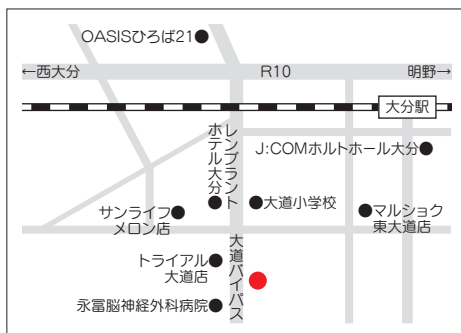 OASISひろば21
←西大分
R10
明野→
大分駅
レンブラント
ホテル大分
J:COMホルトホール大分
サンライフ
メロン店
大道小学校
マルショク
東大道店
トライアル
大道店
大道バイパス
永冨脳神経外科病院